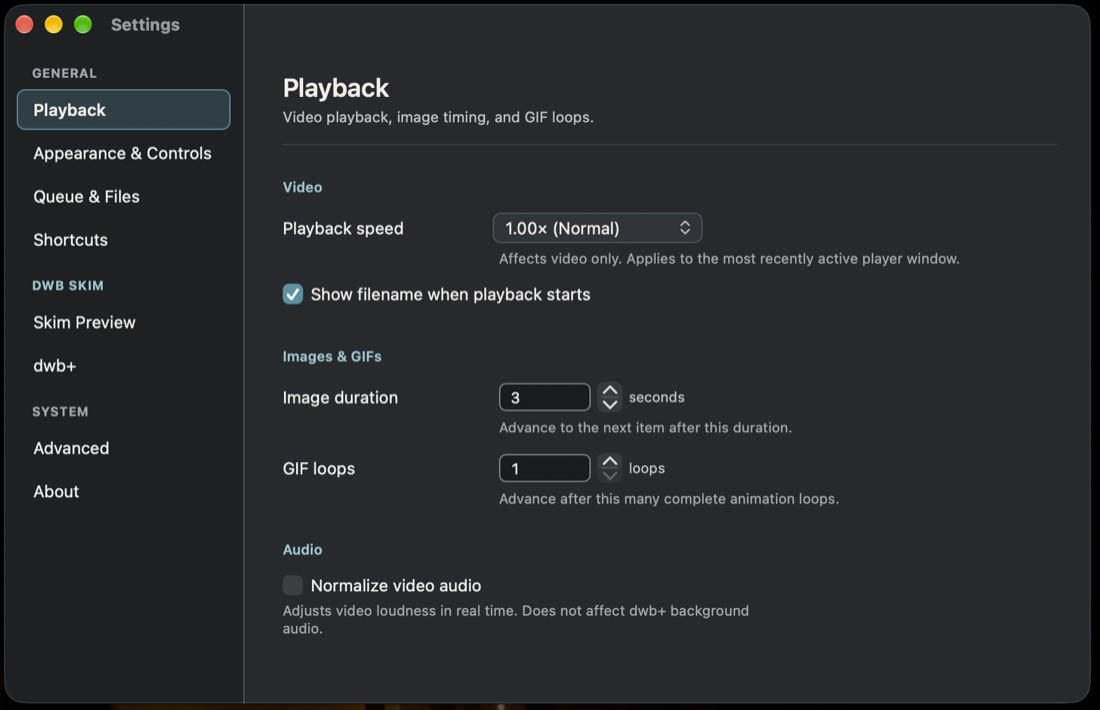 Settings
GENERAL
Playback
Appearance & Controls
Queue & Files
Shortcuts
DWB SKIM
Skim Preview
dwb+
SYSTEM
Advanced
About
Playback
Video playback, image timing, and GIF loops.
Video
Playback speed
1.00× (Normal)
Affects video only. Applies to the most recently active player window.
Show filename when playback starts
Images & GIFs
Image duration
3
seconds
Advance to the next item after this duration.
GIF loops
1
loops
Advance after this many complete animation loops.
Audio
Normalize video audio
Adjusts video loudness in real time. Does not affect dwb+ background
audio.